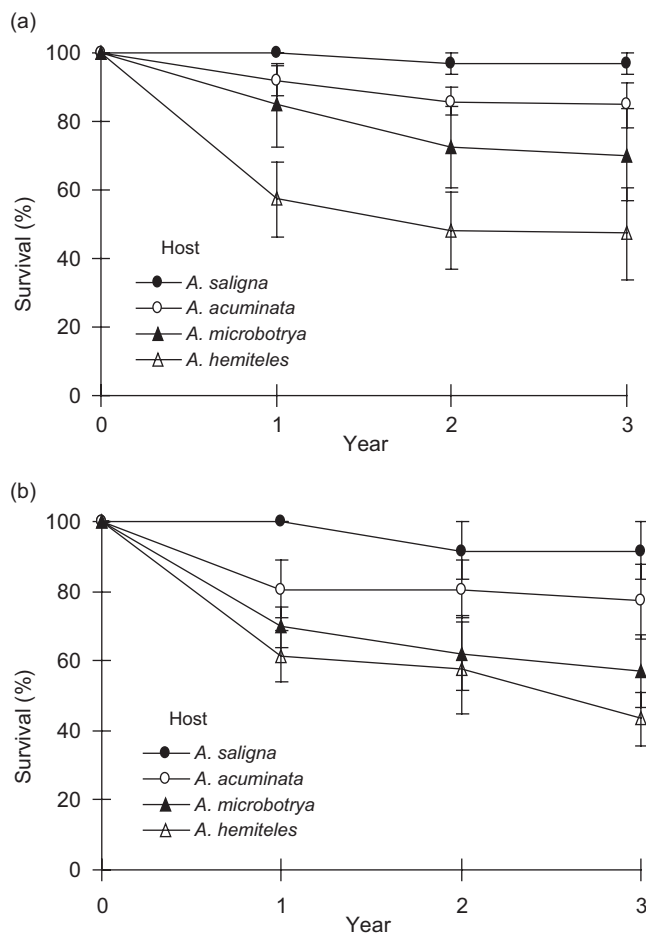 (a)
100
80
60
40
20
0
Survival (%)
Host
A. saligna
A. acuminata
A. microbotrya
A. hemiteles
0 1 2 3
Year
(b)
100
80
60
40
20
0
Survival (%)
Host
A. saligna
A. acuminata
A. microbotrya
A. hemiteles
0 1 2 3
Year